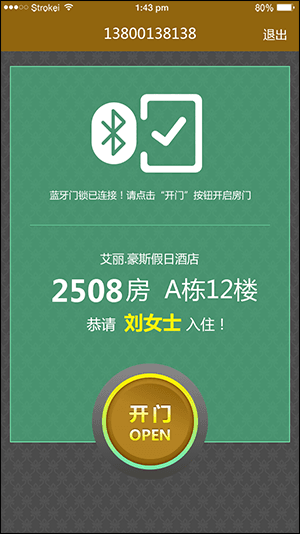 Strokei 1:43 pm 80%
13800138138 退出
蓝牙门锁已连接！请点击“开门”按钮开启房门
艾丽.豪斯假日酒店
2508房 A栋12楼
恭请 刘女士 入住！
开门
OPEN